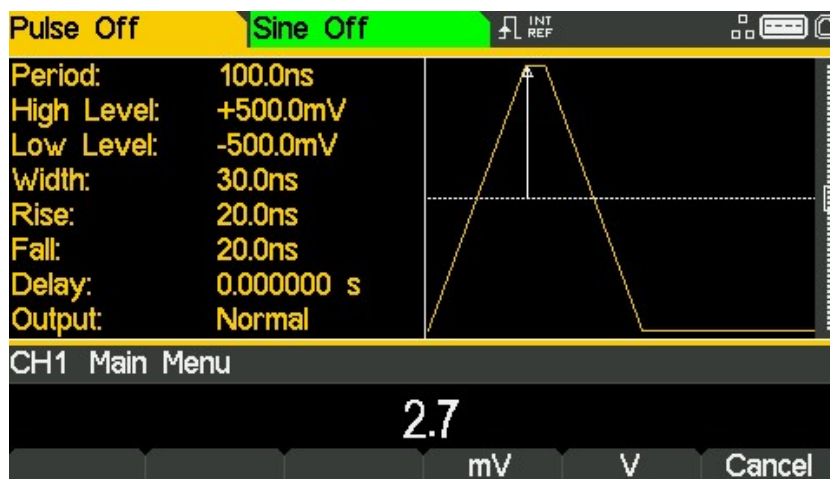 Pulse Off Sine Off INT REF
Period: 100.0ns
High Level: +500.0mV
Low Level: -500.0mV
Width: 30.0ns
Rise: 20.0ns
Fall: 20.0ns
Delay: 0.000000 s
Output: Normal
CH1 Main Menu
2.7
mV V Cancel